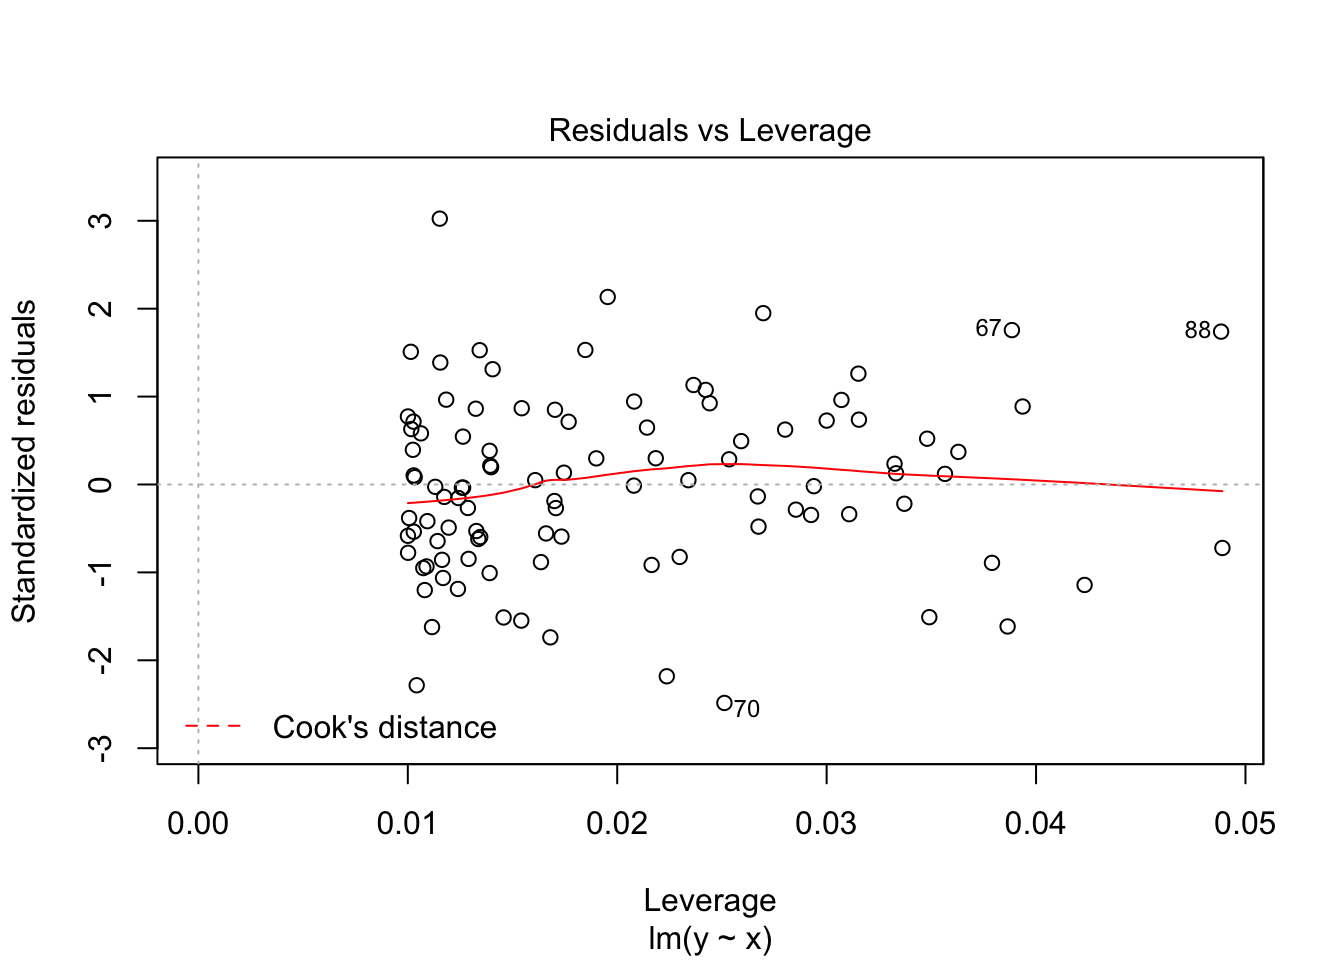 Residuals vs Leverage
Standardized residuals
3
2
1
0
-1
-2
-3
67
88
70
Cook's distance
0.00 0.01 0.02 0.03 0.04 0.05
Leverage
lm(y ~ x)